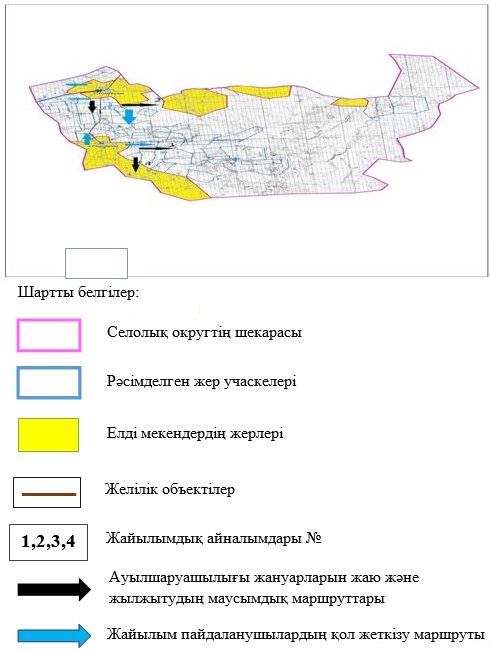 Шартты белгілер:
Селолық округтің шекарасы
Рәсімделген жер учаскелері
Елді мекендердің жерлері
Желілік объектілер
1,2,3,4 Жайылымдық айналымдары №
Ауылшаруашылығы жануарларын жаю және
жылжытудың маусымдық маршруттары
Жайылым пайдаланушылардың қол жеткізу маршруты